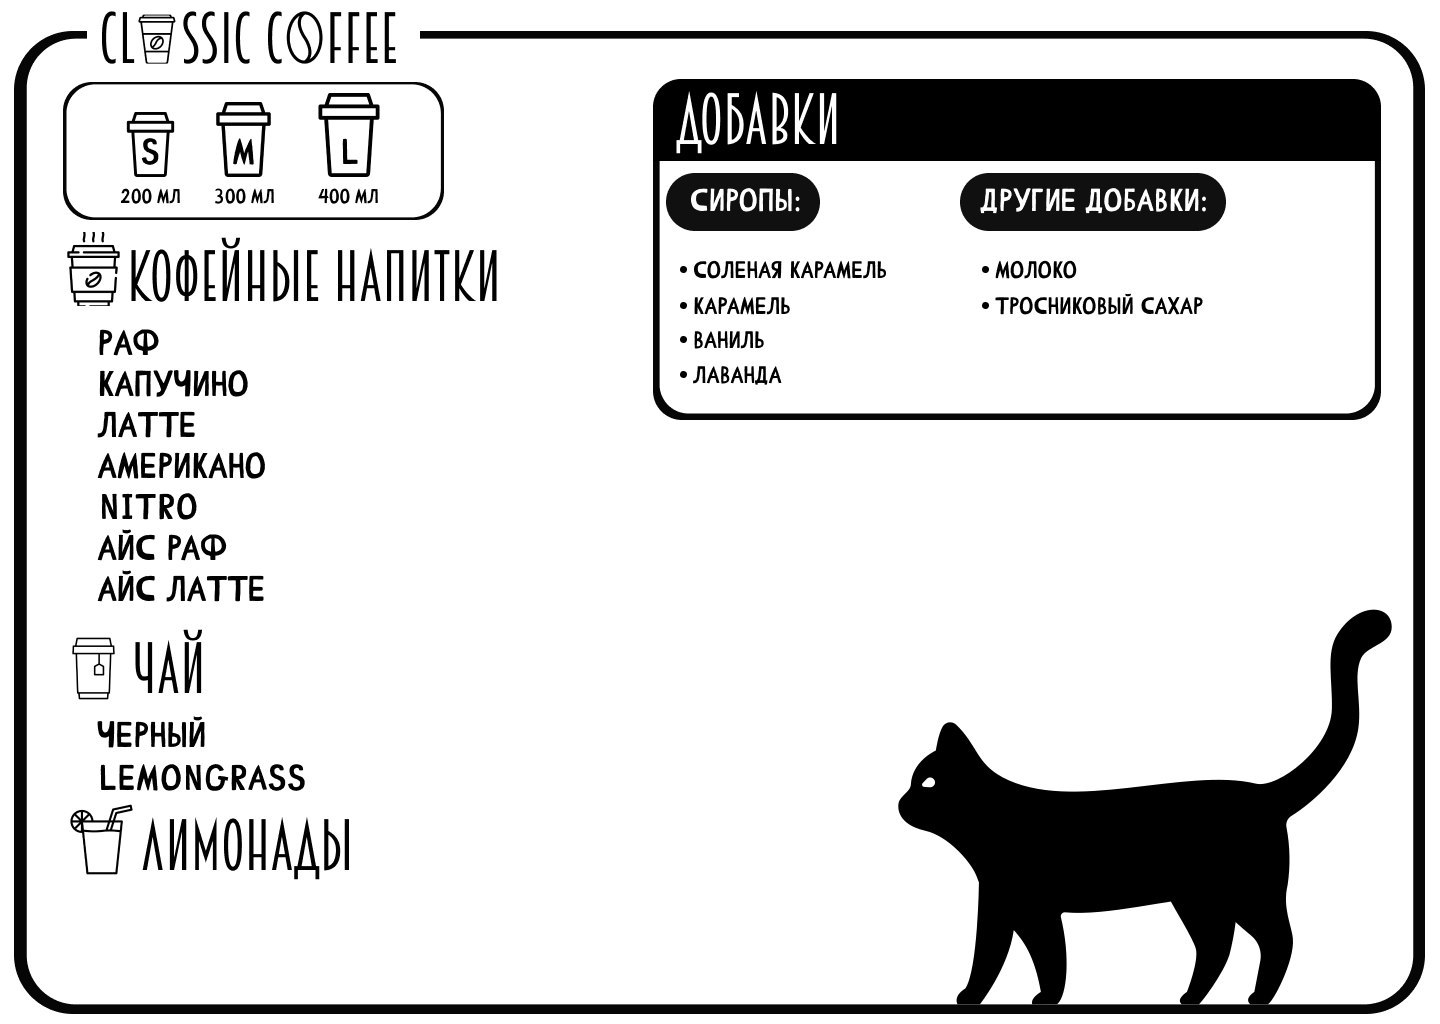 CLASSIC COFFEE
S M L
200 МЛ 300 МЛ 400 МЛ
КОФЕЙНЫЕ НАПИТКИ
РАФ
КАПУЧИНО
ЛАТТЕ
АМЕРИКАНО
NITRO
АЙС РАФ
АЙС ЛАТТЕ
ЧАЙ
ЧЕРНЫЙ
LEMONGRASS
ЛИМОНАДЫ
ДОБАВКИ
СИРОПЫ:
• СОЛЕНАЯ КАРАМЕЛЬ
• КАРАМЕЛЬ
• ВАНИЛЬ
• ЛАВАНДА
ДРУГИЕ ДОБАВКИ:
• МОЛОКО
• ТРОСНИКОВЫЙ САХАР